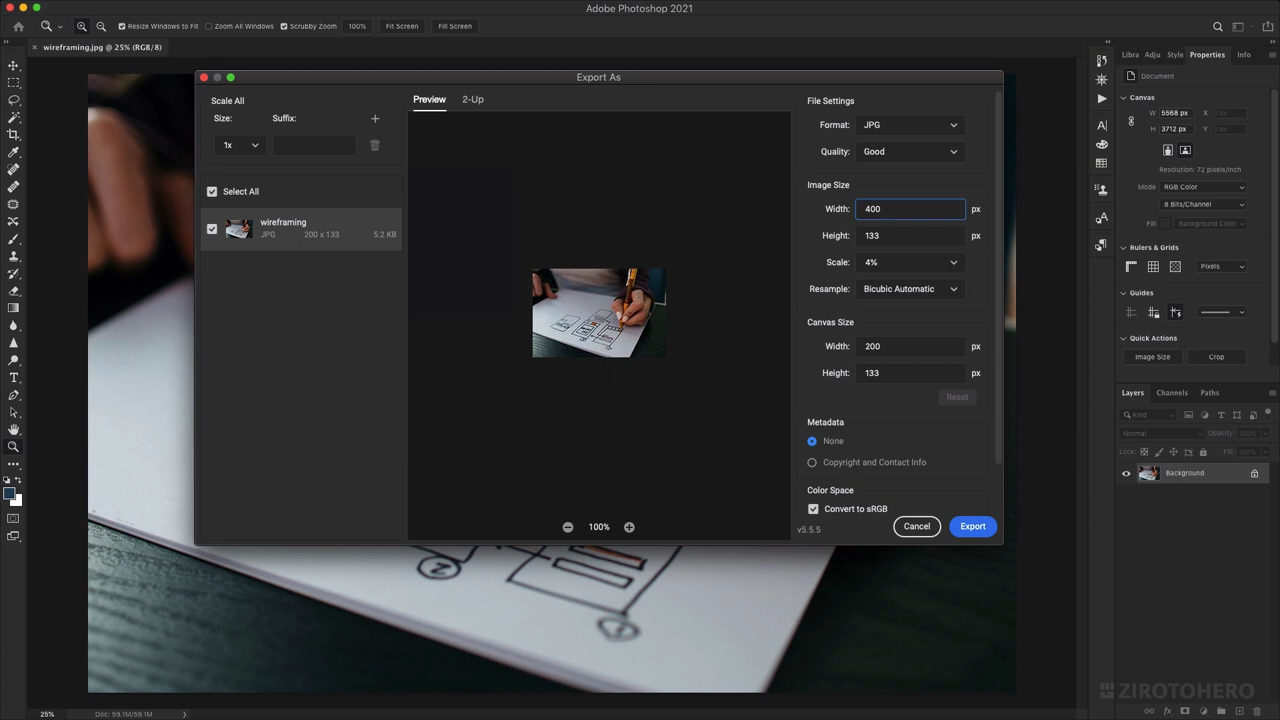 Adobe Photoshop 2021
Resize Windows to Fit Zoom All Windows Scrubby Zoom 100% Fit Screen Fill Screen
wireframing.jpg @ 25% (RGB/8)
Export As
Scale All
Size: Suffix:
1x
Select All
wireframing
JPG 200 x 133 5.2 KB
Preview 2-Up
100%
File Settings
Format: JPG
Quality: Good
Image Size
Width: 400 px
Height: 133 px
Scale: 4%
Resample: Bicubic Automatic
Canvas Size
Width: 200 px
Height: 133 px
Reset
Metadata
None
Copyright and Contact Info
Color Space
Convert to sRGB
v5.5.5
Cancel Export
Libra Adju Style Properties Info
Document
Canvas
W 5568 px X 0 px
H 3712 px Y 0 px
Resolution: 72 pixels/inch
Mode RGB Color
8 Bits/Channel
Fill Background Color
Rulers & Grids
Pixels
Guides
Quick Actions
Image Size Crop
Layers Channels Paths
Kind
Normal Opacity: 100%
Lock: Fill: 100%
Background
25% Doc: 59.1M/59.1M
ZIROTOHERO